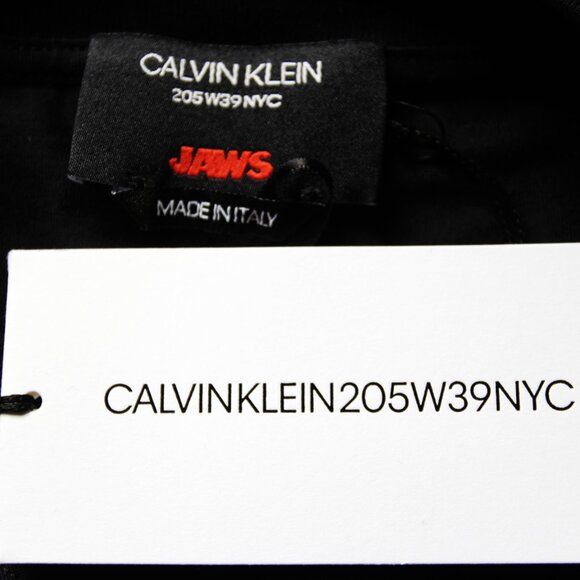 CALVIN KLEIN
205W39NYC
JAWS
MADE IN ITALY
CALVINKLEIN205W39NYC